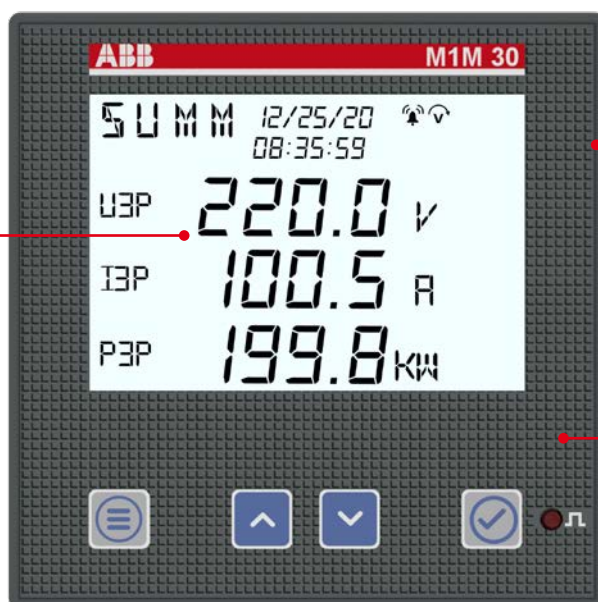 ABB M1M 30
SUMM 12/25/20
08:35:59
U3P 220.0 V
I3P 100.5 A
P3P 199.8 KW